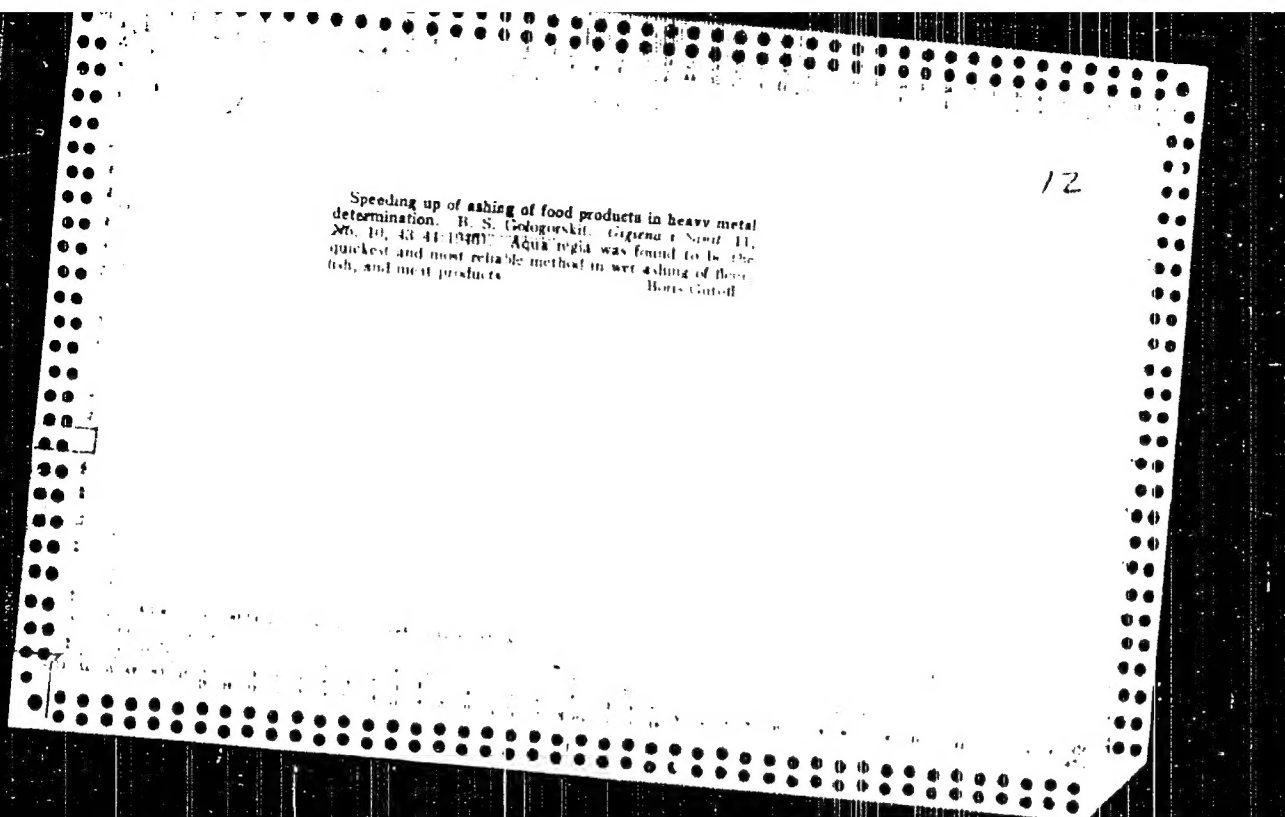 12
Speeding up of ashing of food products in heavy metal
determination. B. S. Gologorskiĭ. Gigiena i Sanit. 11,
No. 10, 43-44(1946). Aqua regia was found to be the
quickest and most reliable method in wet ashing of
fish, and meat products Boris Gutoff